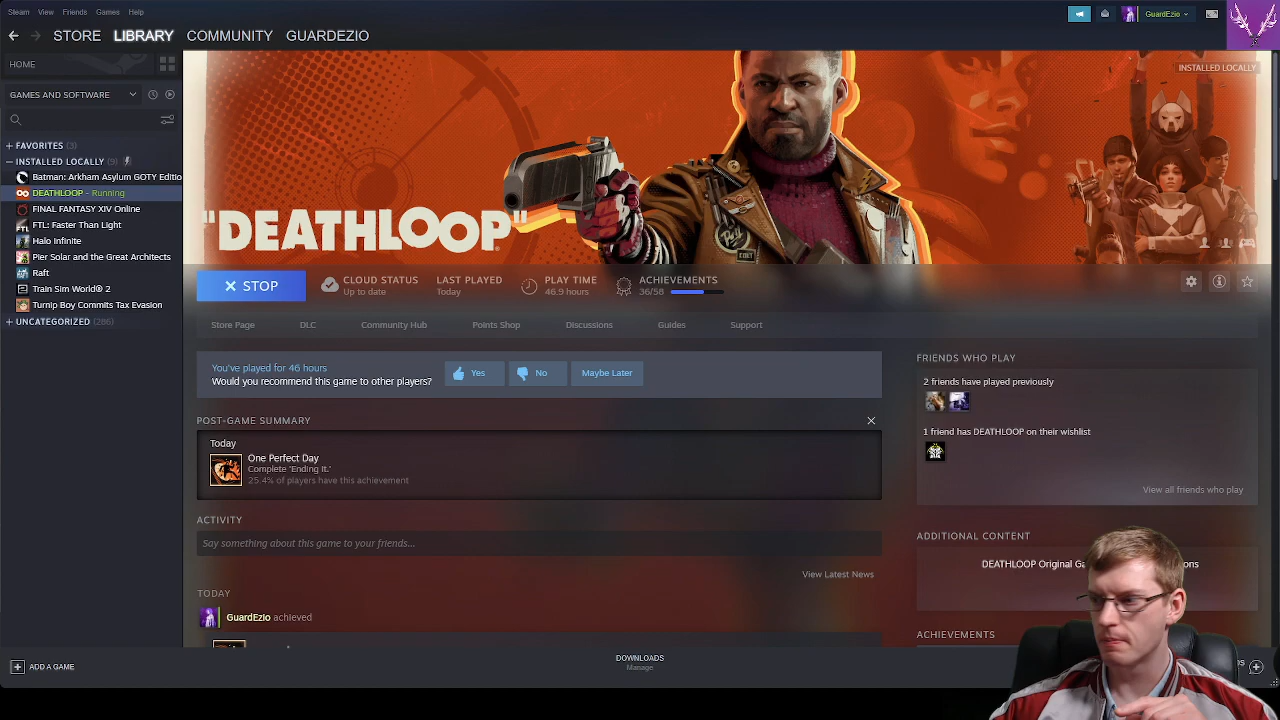 Steam View Friends Games Help
GuardEzio
STORE LIBRARY COMMUNITY GUARDEZIO
HOME
INSTALLED LOCALLY
GAMES AND SOFTWARE
FAVORITES (3)
INSTALLED LOCALLY (9)
Batman: Arkham Asylum GOTY Editio
DEATHLOOP - Running
FINAL FANTASY XIV Online
FTL: Faster Than Light
Halo Infinite
Pier Solar and the Great Architects
Raft
Train Sim World® 2
Turnip Boy Commits Tax Evasion
UNCATEGORIZED (286)
"DEATHLOOP"
STOP
CLOUD STATUS
Up to date
LAST PLAYED
Today
PLAY TIME
46.9 hours
ACHIEVEMENTS
36/58
Store Page DLC Community Hub Points Shop Discussions Guides Support
You've played for 46 hours
Would you recommend this game to other players?
Yes No Maybe Later
POST-GAME SUMMARY
Today
One Perfect Day
Complete 'Ending It.'
25.4% of players have this achievement
ACTIVITY
Say something about this game to your friends...
View Latest News
TODAY
GuardEzio achieved
FRIENDS WHO PLAY
2 friends have played previously
1 friend has DEATHLOOP on their wishlist
View all friends who play
ADDITIONAL CONTENT
DEATHLOOP Original Ga
ACHIEVEMENTS
ADD A GAME
DOWNLOADS
Manage